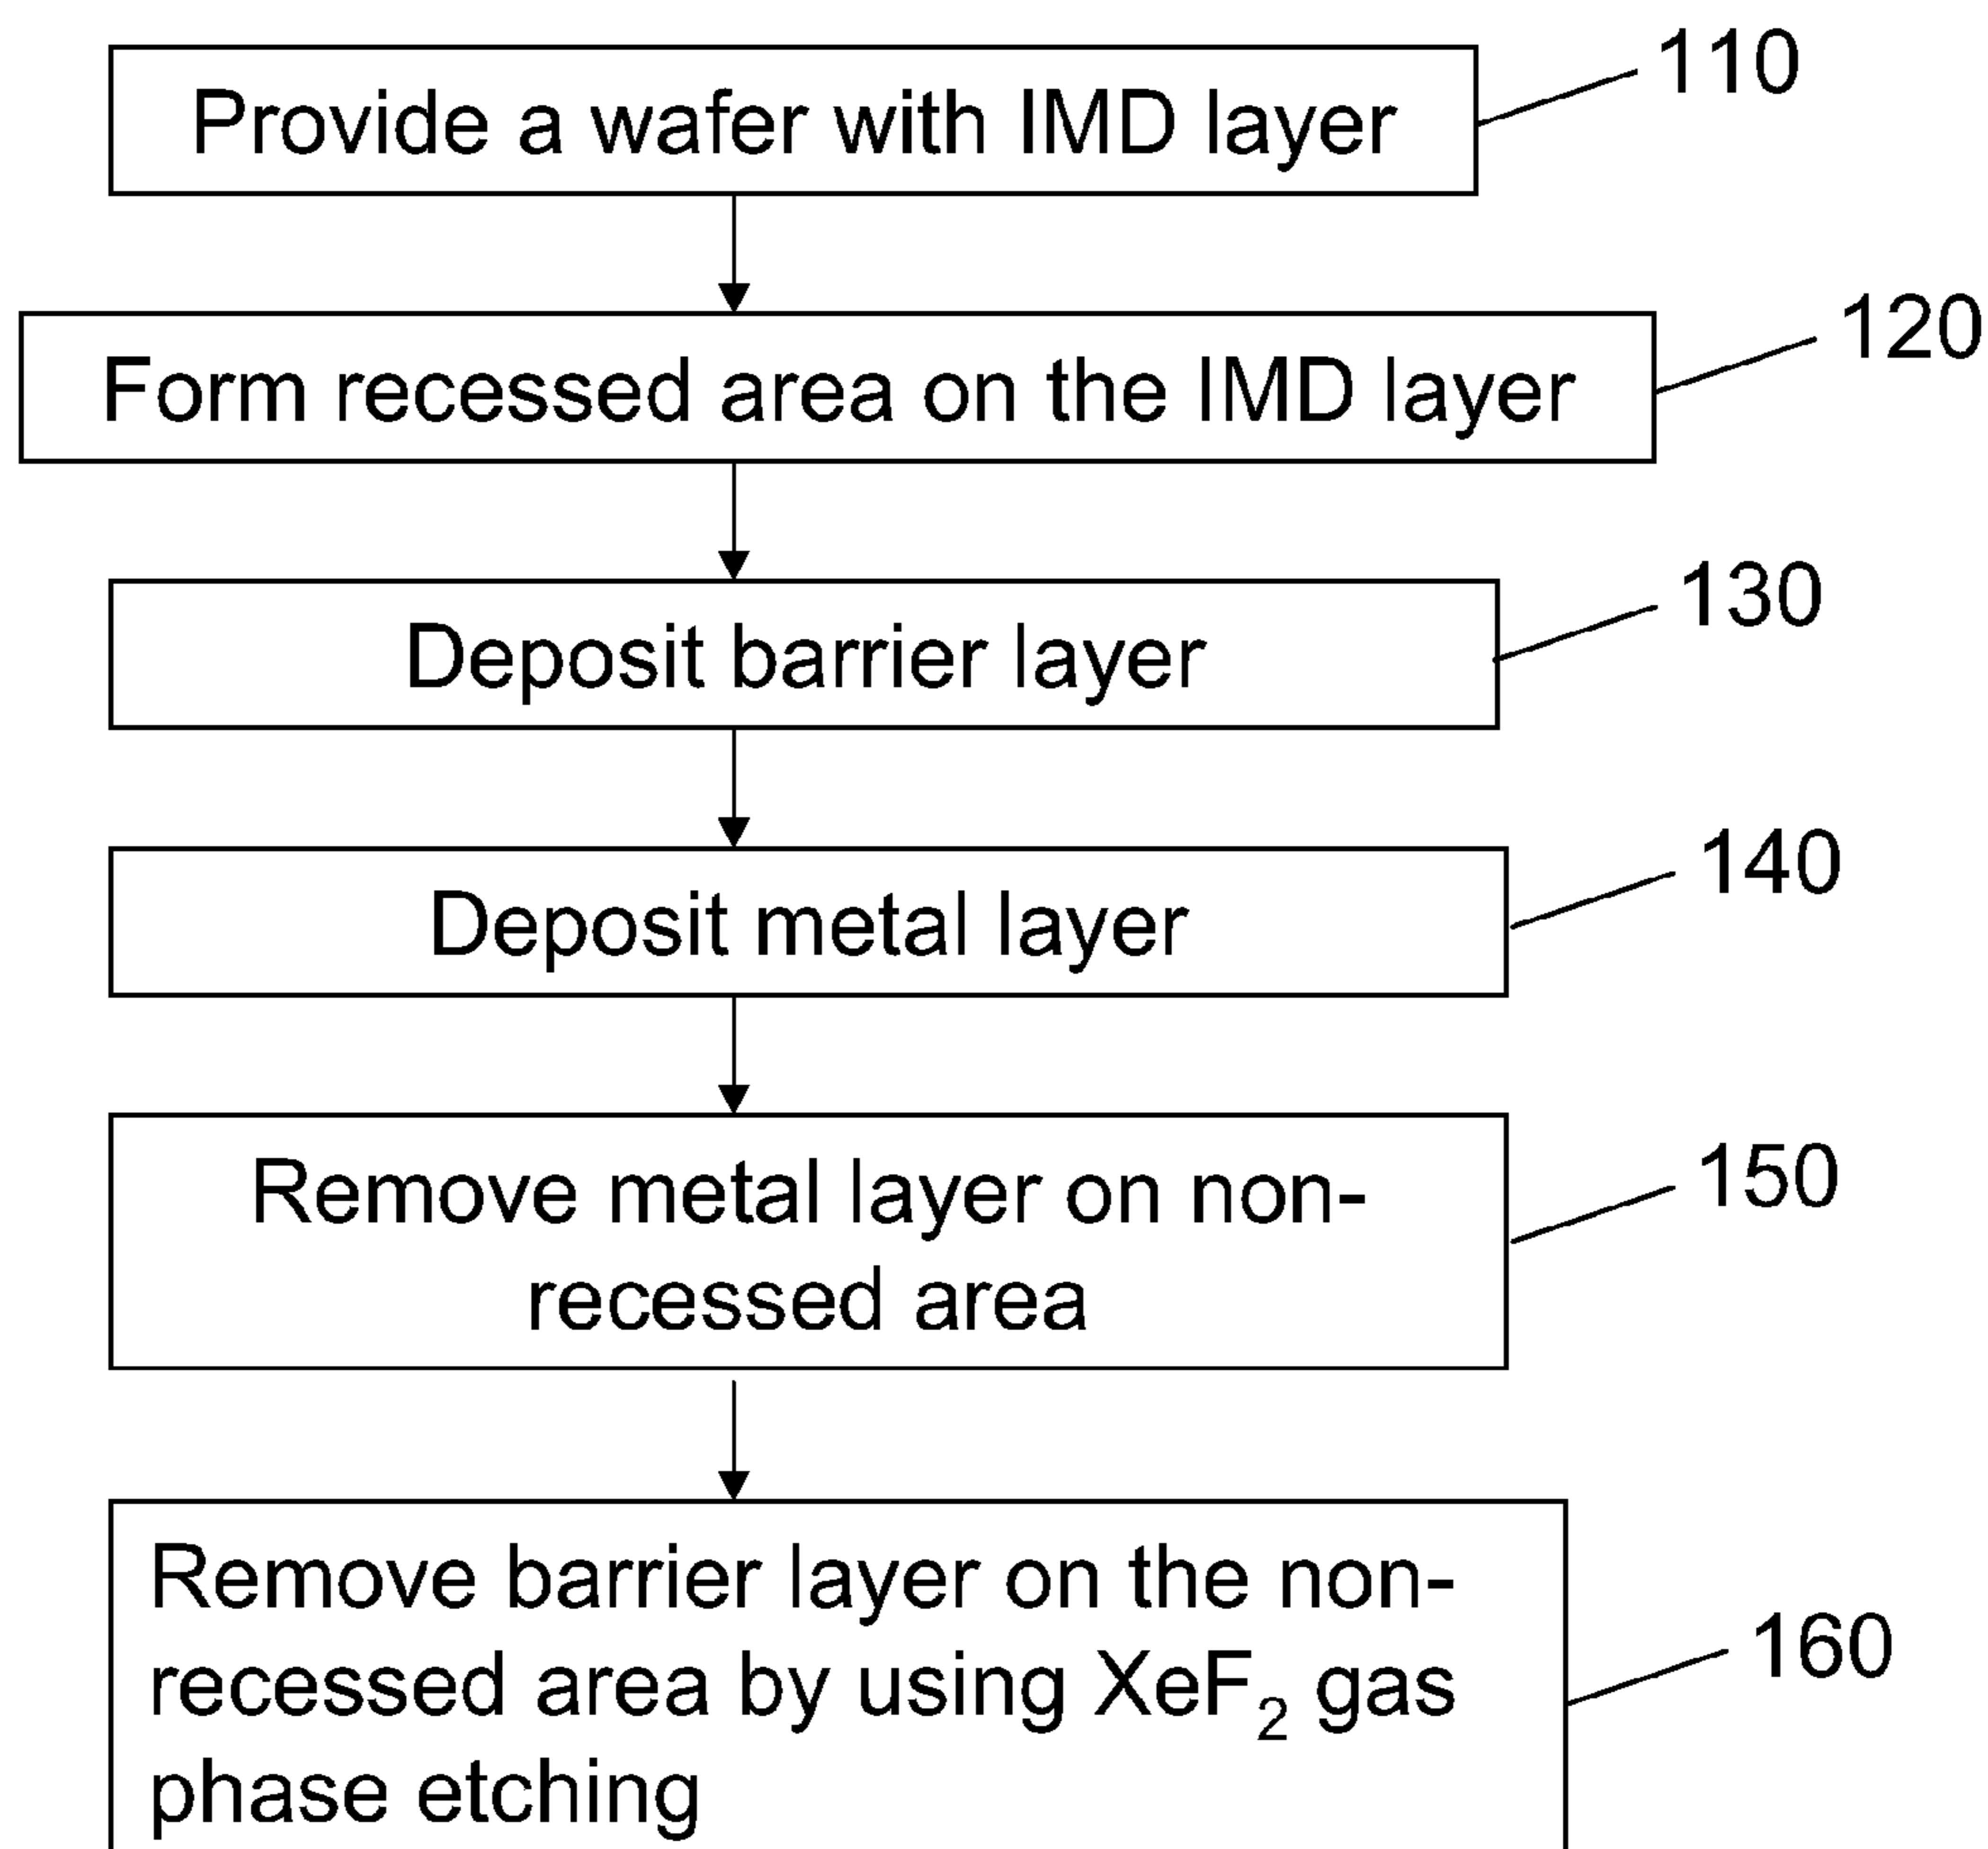 Provide a wafer with IMD layer
110
Form recessed area on the IMD layer
120
Deposit barrier layer
130
Deposit metal layer
140
Remove metal layer on non-
recessed area
150
Remove barrier layer on the non-
recessed area by using XeF₂ gas
phase etching
160